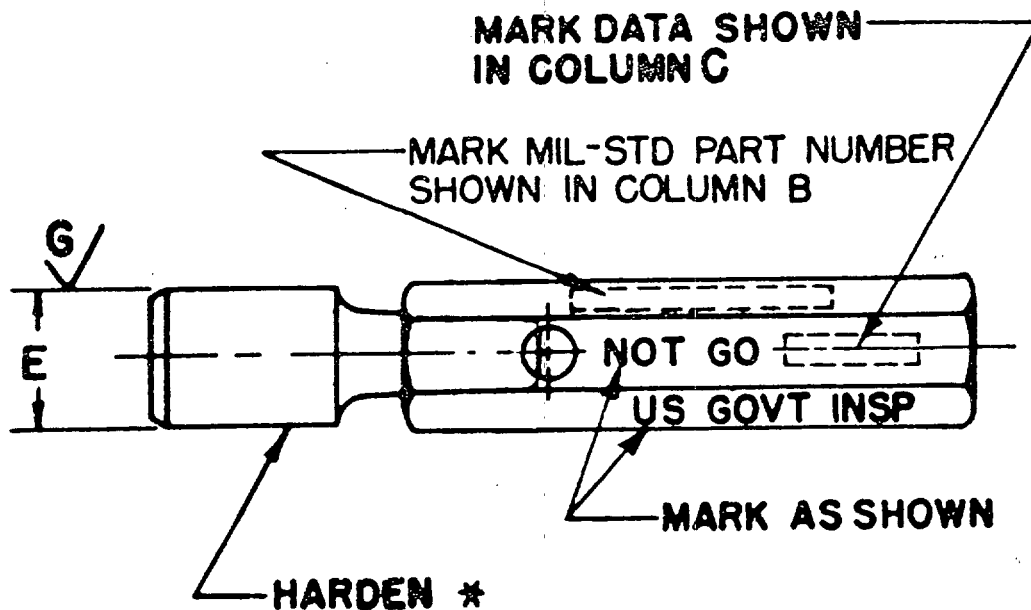 MARK DATA SHOWN
IN COLUMN C
MARK MIL-STD PART NUMBER
SHOWN IN COLUMN B
G
E
NOT GO
US GOVT INSP
MARK AS SHOWN
HARDEN *